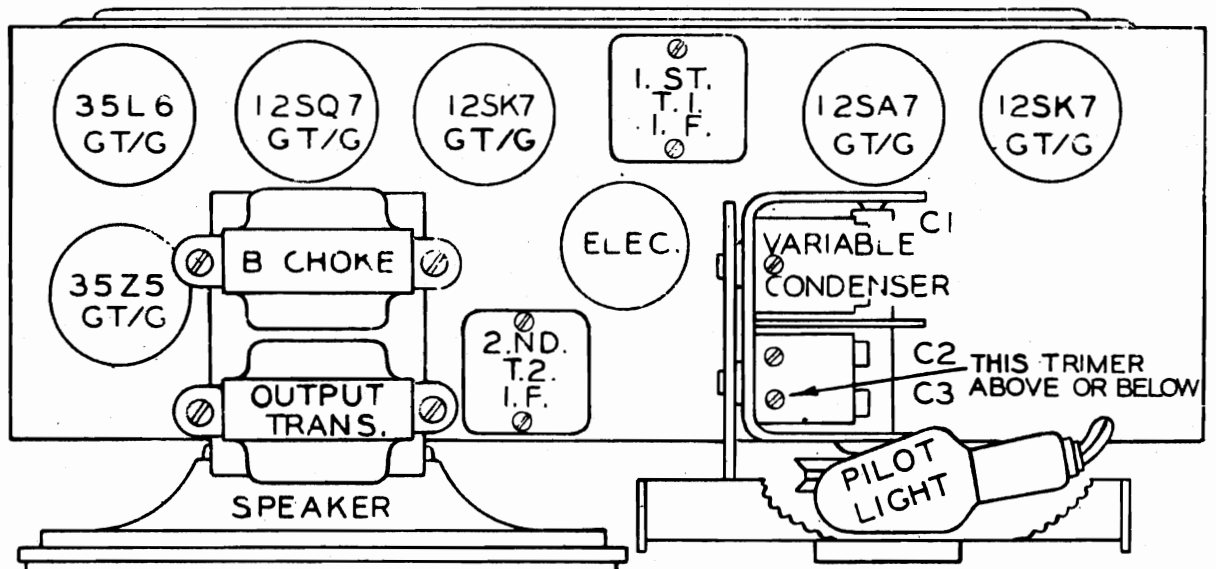 35L6
GT/G
12SQ7
GT/G
12SK7
GT/G
1.ST.
T.1.
I.F.
12SA7
GT/G
12SK7
GT/G
35Z5
GT/G
B CHOKE
ELEC.
C1
VARIABLE
CONDENSER
2.ND.
T.2.
I.F.
C2
C3
THIS TRIMER
ABOVE OR BELOW
OUTPUT
TRANS.
SPEAKER
PILOT
LIGHT